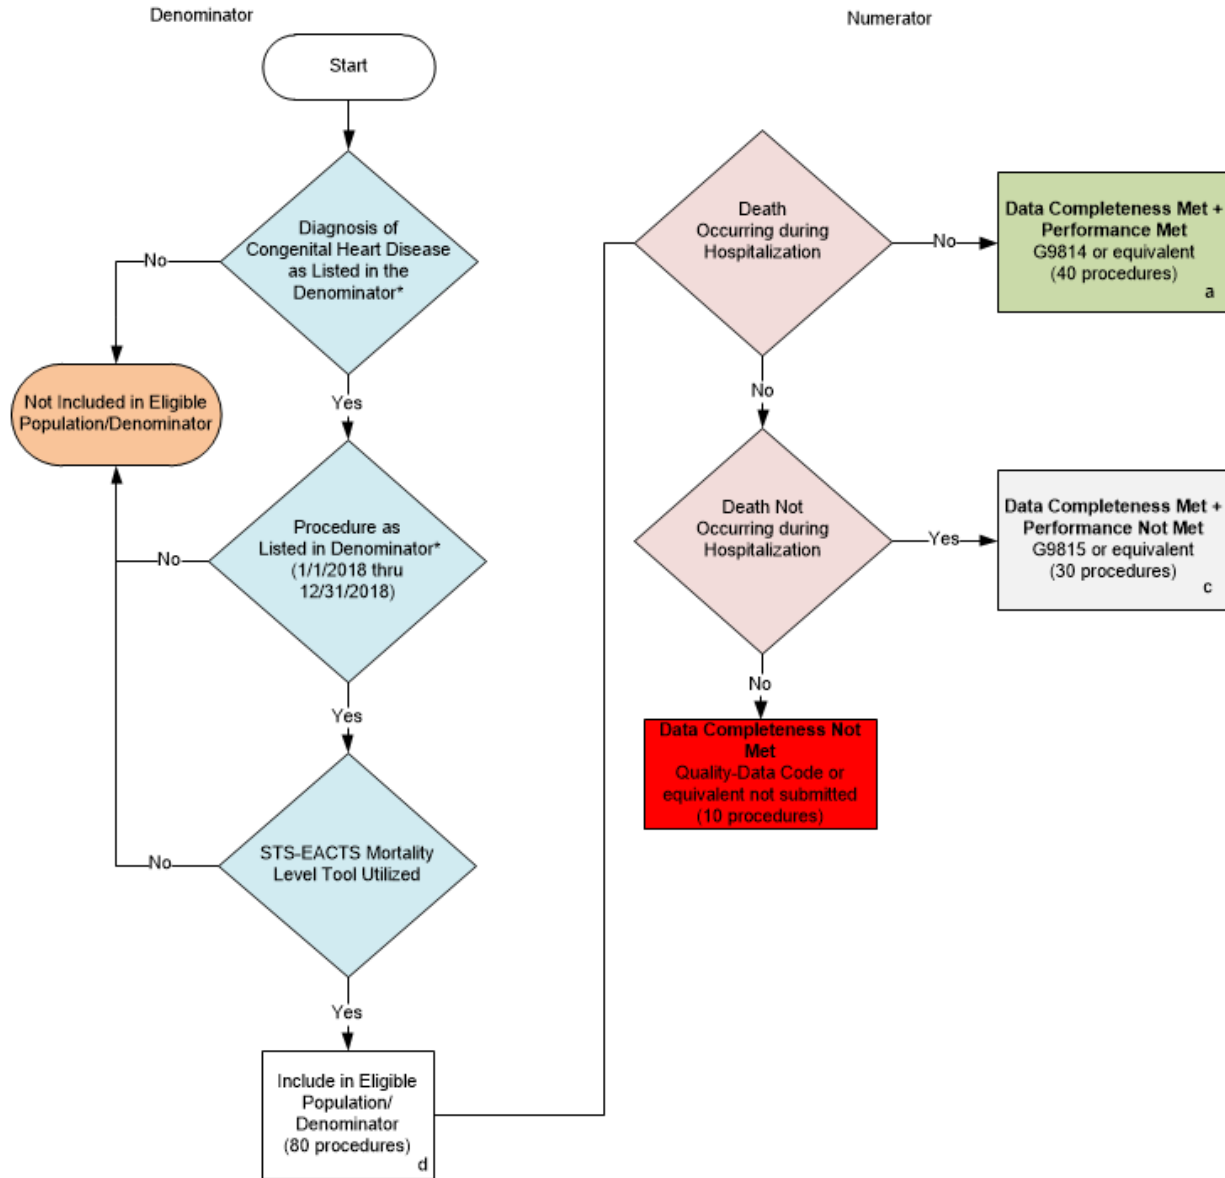 Denominator
Start
Diagnosis of
Congenital Heart Disease
as Listed in the
Denominator*
No
Yes
Not Included in Eligible
Population/Denominator
Procedure as
Listed in Denominator*
(1/1/2018 thru
12/31/2018)
No
Yes
STS-EACTS Mortality
Level Tool Utilized
No
Yes
Include in Eligible
Population/
Denominator
(80 procedures)
d
Numerator
Death
Occurring during
Hospitalization
No
Data Completeness Met +
Performance Met
G9814 or equivalent
(40 procedures)
a
No
Death Not
Occurring during
Hospitalization
Yes
Data Completeness Met +
Performance Not Met
G9815 or equivalent
(30 procedures)
c
No
Data Completeness Not
Met
Quality-Data Code or
equivalent not submitted
(10 procedures)